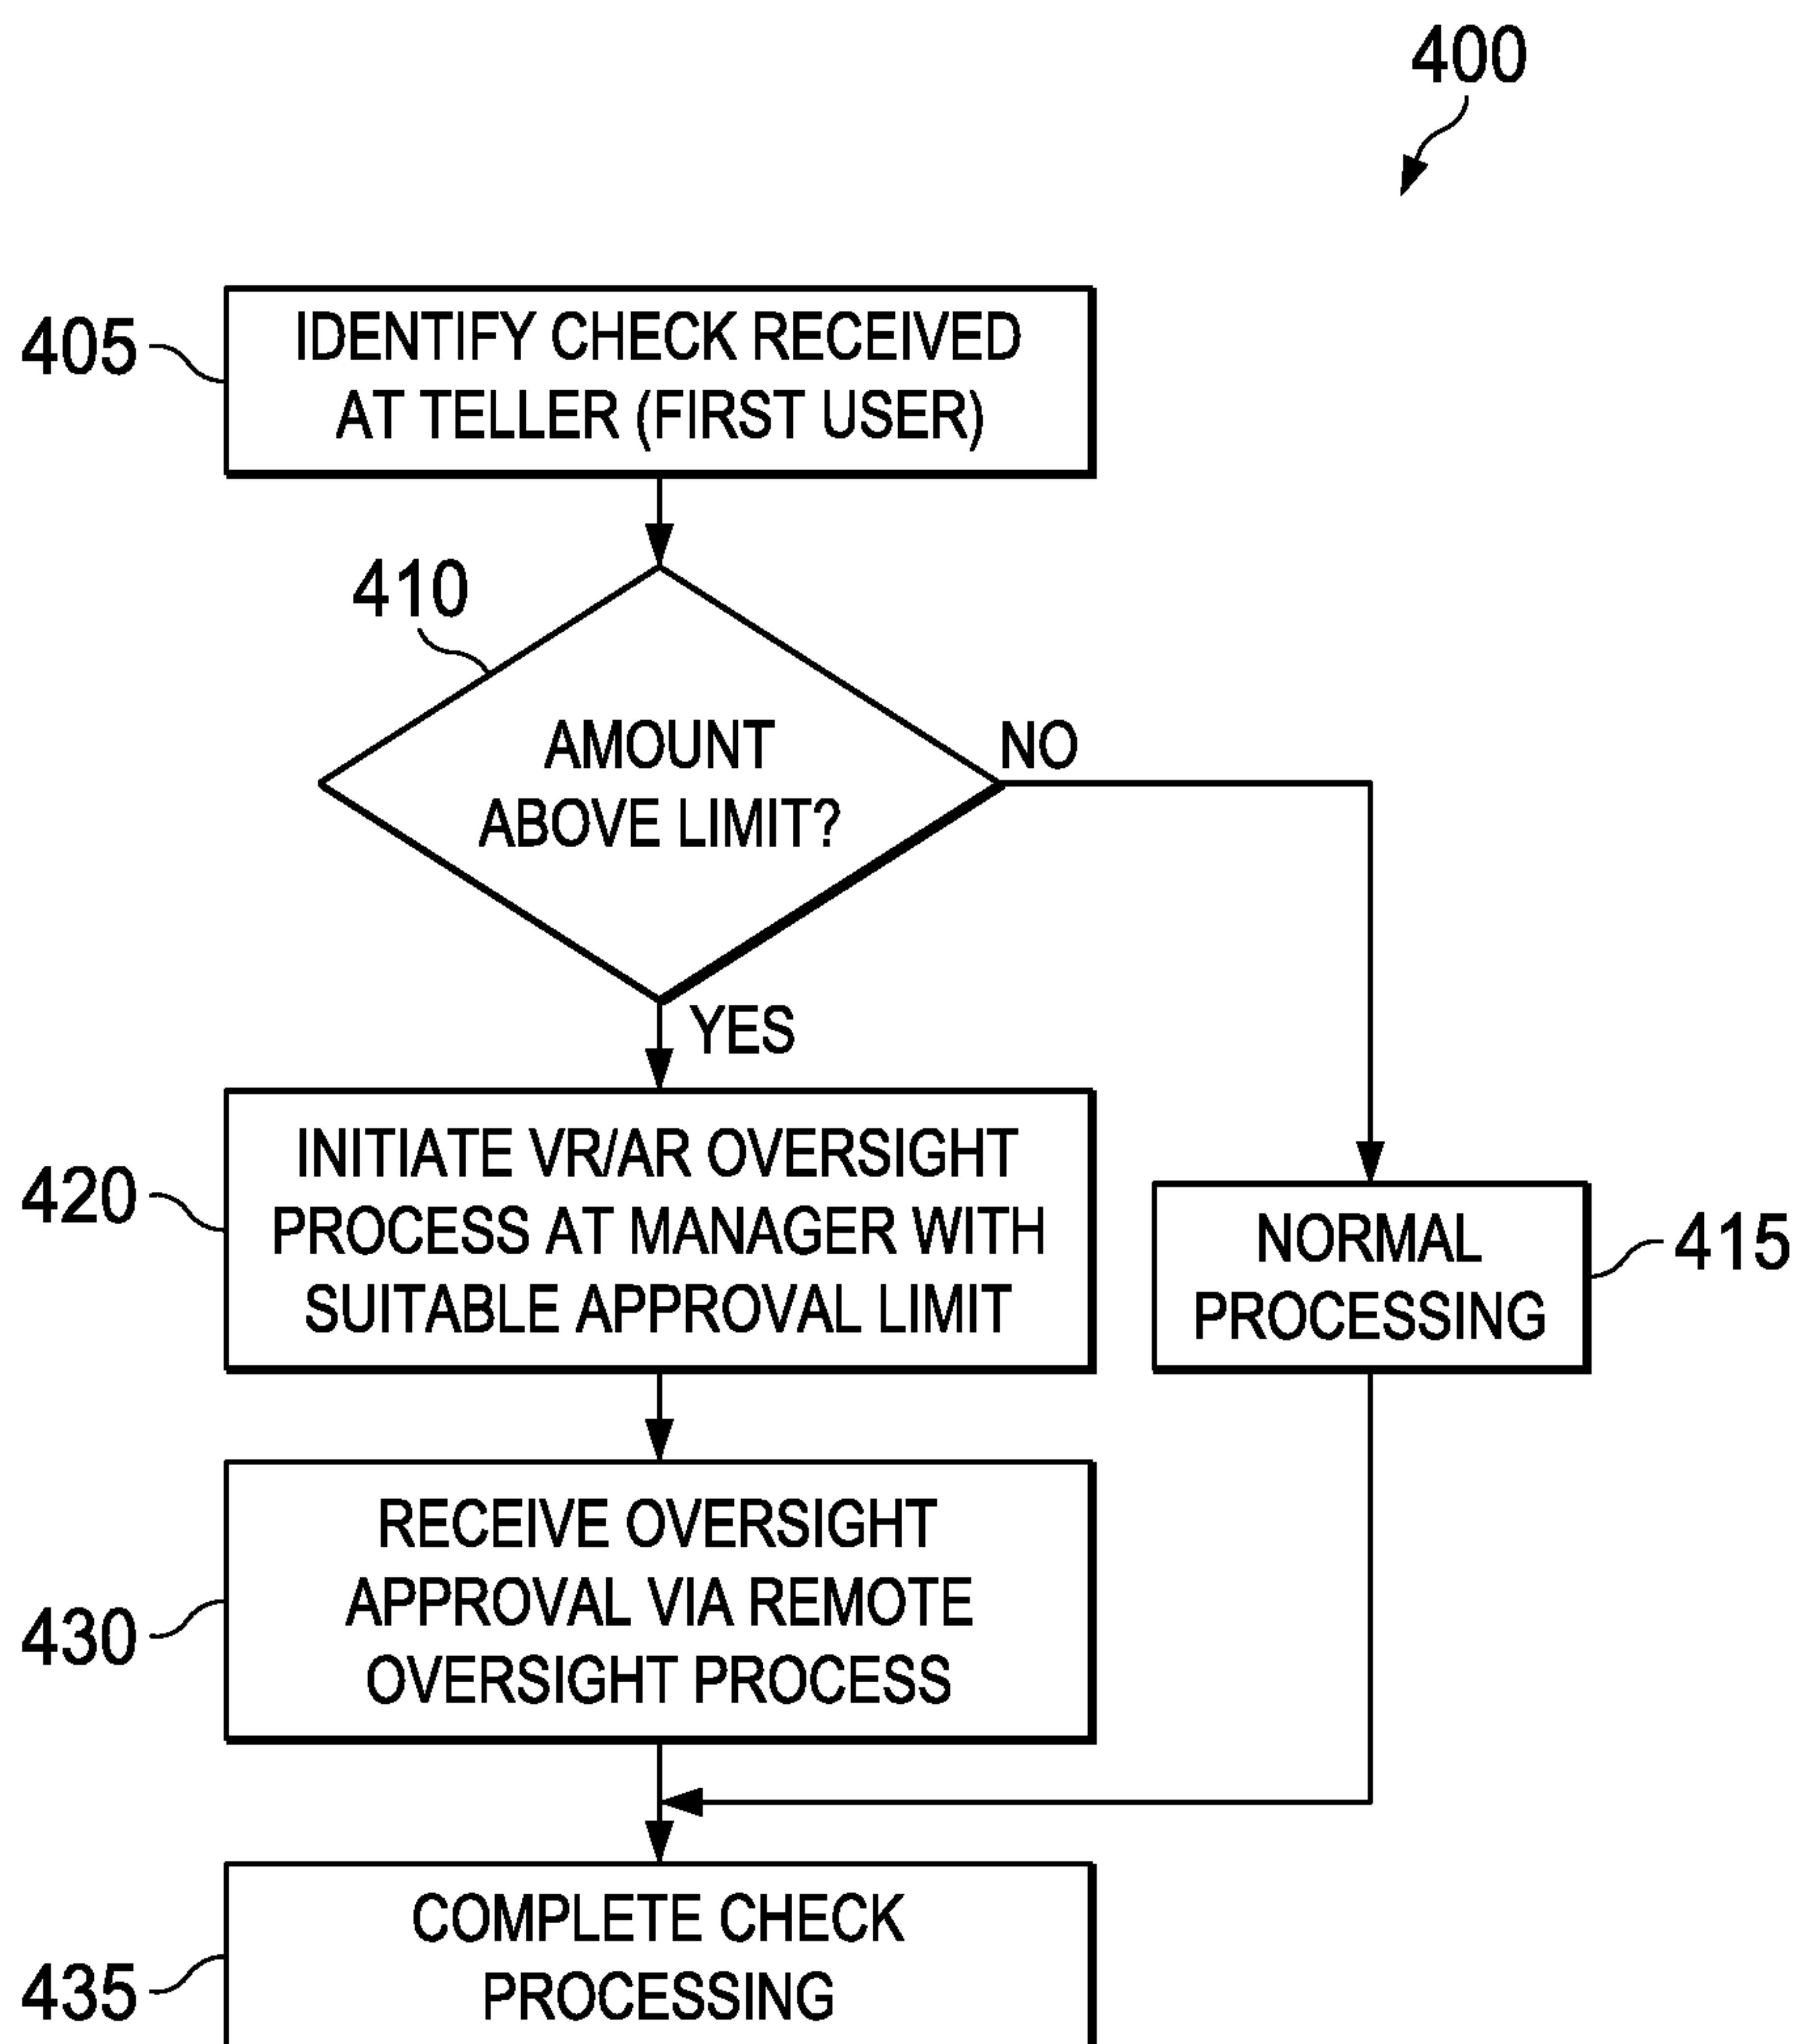 400
405
IDENTIFY CHECK RECEIVED
AT TELLER (FIRST USER)
410
AMOUNT
ABOVE LIMIT?
NO
YES
420
INITIATE VR/AR OVERSIGHT
PROCESS AT MANAGER WITH
SUITABLE APPROVAL LIMIT
NORMAL
PROCESSING
415
430
RECEIVE OVERSIGHT
APPROVAL VIA REMOTE
OVERSIGHT PROCESS
435
COMPLETE CHECK
PROCESSING